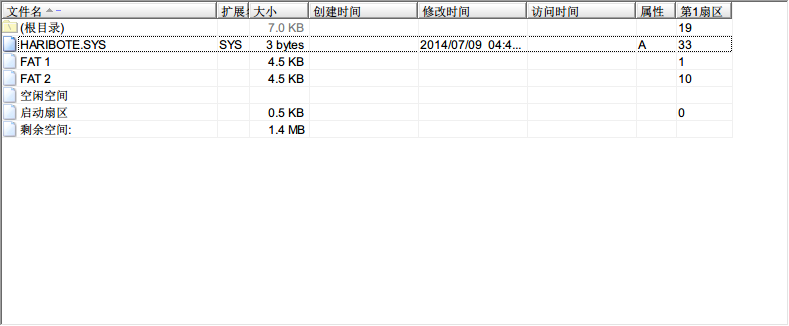 文件名 扩展名 大小 创建时间 修改时间 访问时间 属性 第1扇区
(根目录) 7.0 KB 19
HARIBOTE.SYS SYS 3 bytes 2014/07/09 04:4... A 33
FAT 1 4.5 KB 1
FAT 2 4.5 KB 10
空闲空间
启动扇区 0.5 KB 0
剩余空间: 1.4 MB